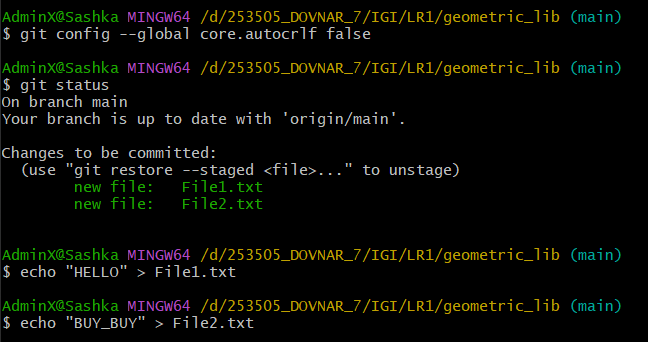 AdminX@Sashka MINGW64 /d/253505_DOVNAR_7/IGI/LR1/geometric_lib (main)
$ git config --global core.autocrlf false
AdminX@Sashka MINGW64 /d/253505_DOVNAR_7/IGI/LR1/geometric_lib (main)
$ git status
On branch main
Your branch is up to date with 'origin/main'.
Changes to be committed:
  (use "git restore --staged <file>..." to unstage)
        new file:   File1.txt
        new file:   File2.txt
AdminX@Sashka MINGW64 /d/253505_DOVNAR_7/IGI/LR1/geometric_lib (main)
$ echo "HELLO" > File1.txt
AdminX@Sashka MINGW64 /d/253505_DOVNAR_7/IGI/LR1/geometric_lib (main)
$ echo "BUY_BUY" > File2.txt